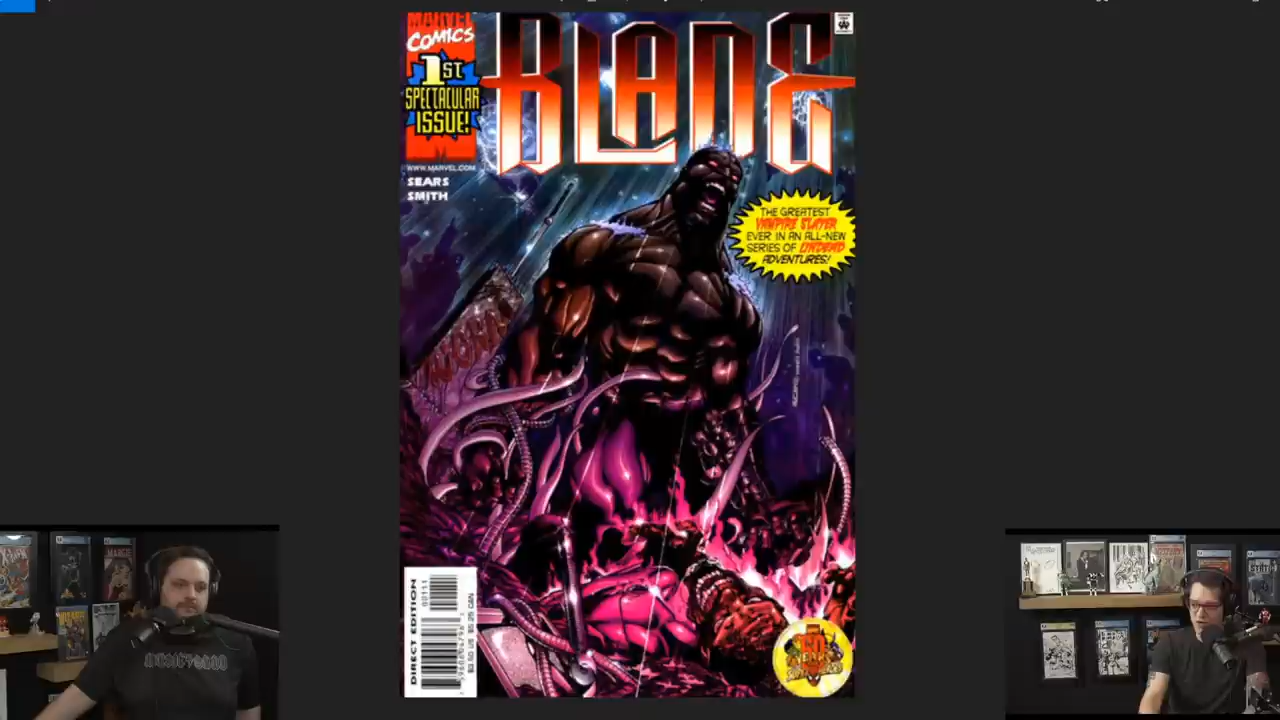 MARVEL
COMICS
BLADE
1ST
SPECTACULAR
ISSUE!
WWW.MARVEL.COM
SEARS
SMITH
THE GREATEST
VAMPIRE SLAYER
EVER IN AN ALL-NEW
SERIES OF UNDEAD
ADVENTURES!
DIRECT EDITION
MARGIE